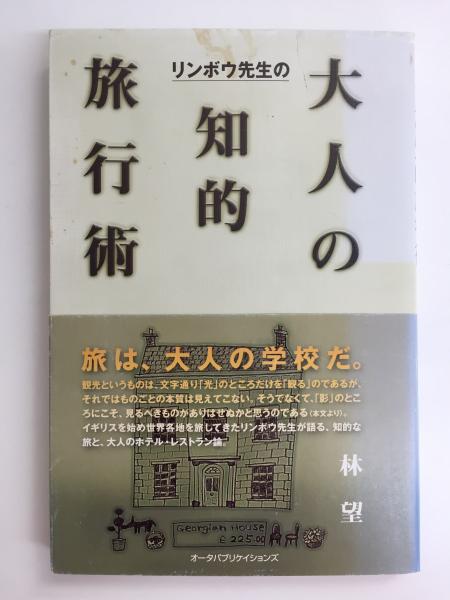 リンボウ先生の
大人の
知的
旅行術
旅は、大人の学校だ。
観光というものは、文字通り「光」のところだけを「観る」のであるが、
それではものごとの本質は見えてこない。そうでなくて、「影」のとこ
ろにこそ、見るべきものがありはせぬかと思うのである（本文より）。
イギリスを始め世界各地を旅してきたリンボウ先生が語る、知的な
旅と、大人のホテル・レストラン論。
林望
Georgian House
£225.00
オータパブリケイションズ